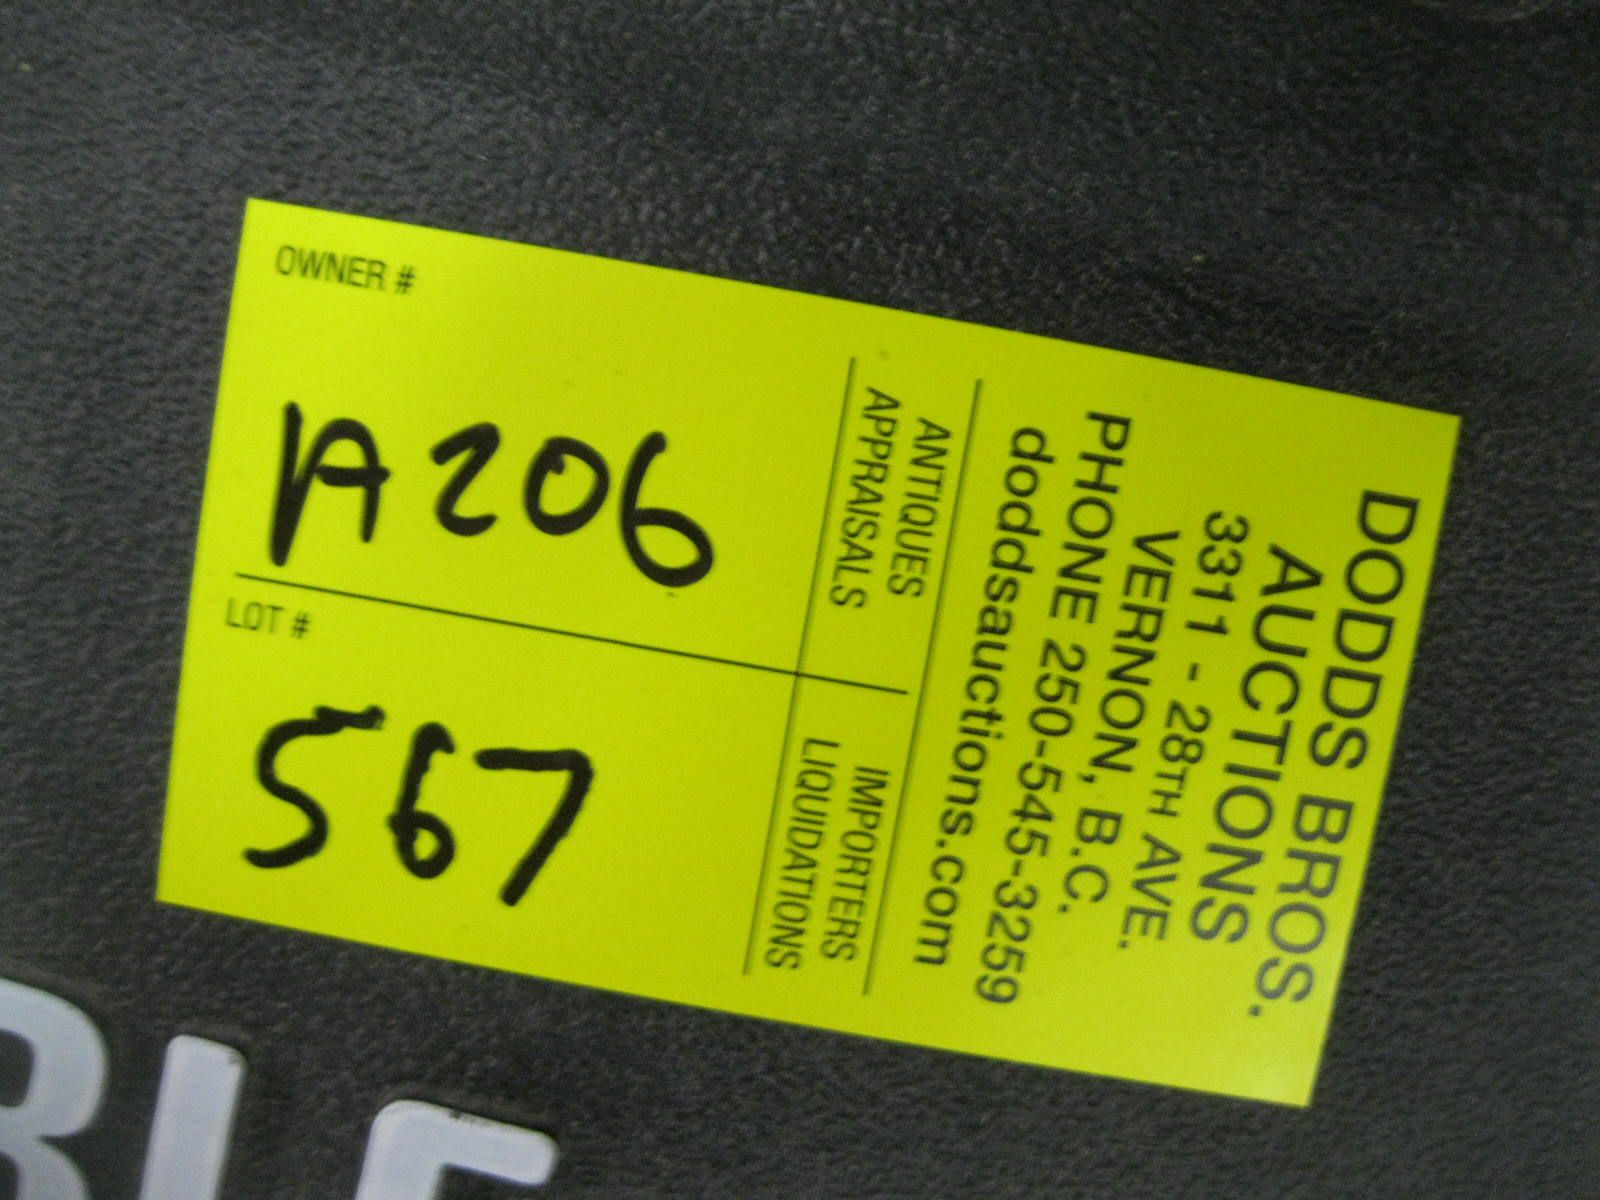 DODDS BROS.
AUCTIONS
3311 - 28TH AVE.
VERNON, B.C.
PHONE 250-545-3259
doddsauctions.com
ANTIQUES
APPRAISALS
IMPORTERS
LIQUIDATIONS
OWNER #
A206
LOT #
567